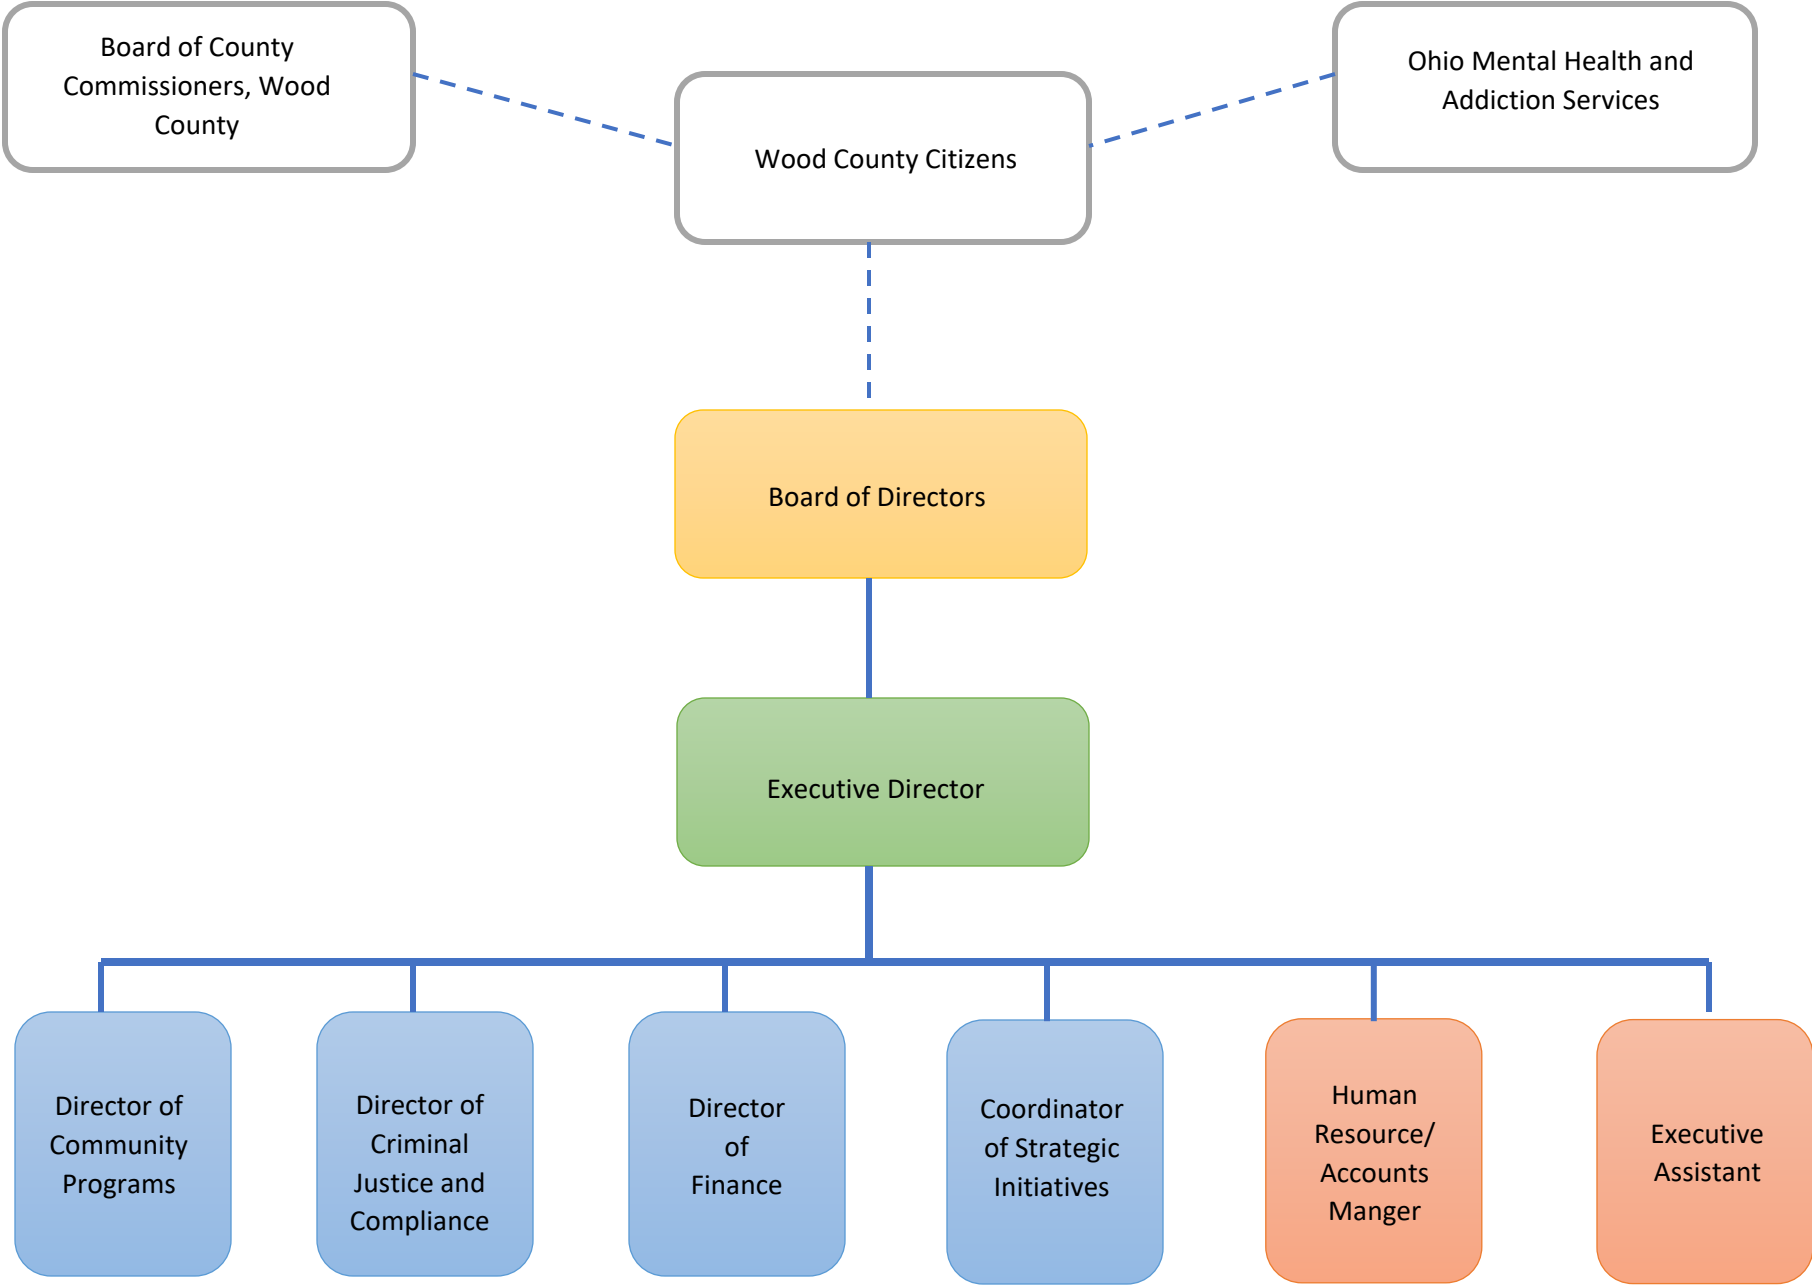 Board of County
Commissioners, Wood
County
Ohio Mental Health and
Addiction Services
Wood County Citizens
Board of Directors
Executive Director
Director of
Community
Programs
Director of
Criminal
Justice and
Compliance
Director
of
Finance
Coordinator
of Strategic
Initiatives
Human
Resource/
Accounts
Manger
Executive
Assistant